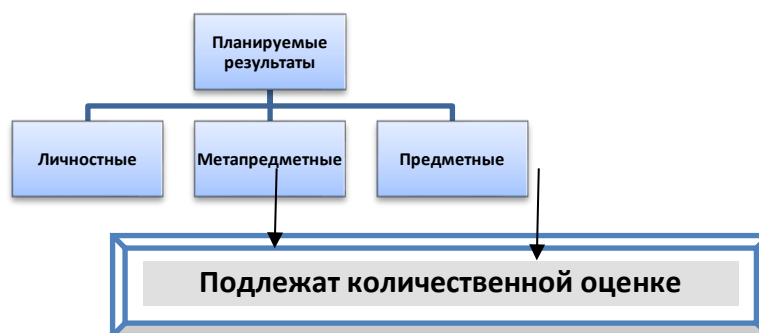 Планируемые
результаты
Личностные
Метапредметные
Предметные
Подлежат количественной оценке